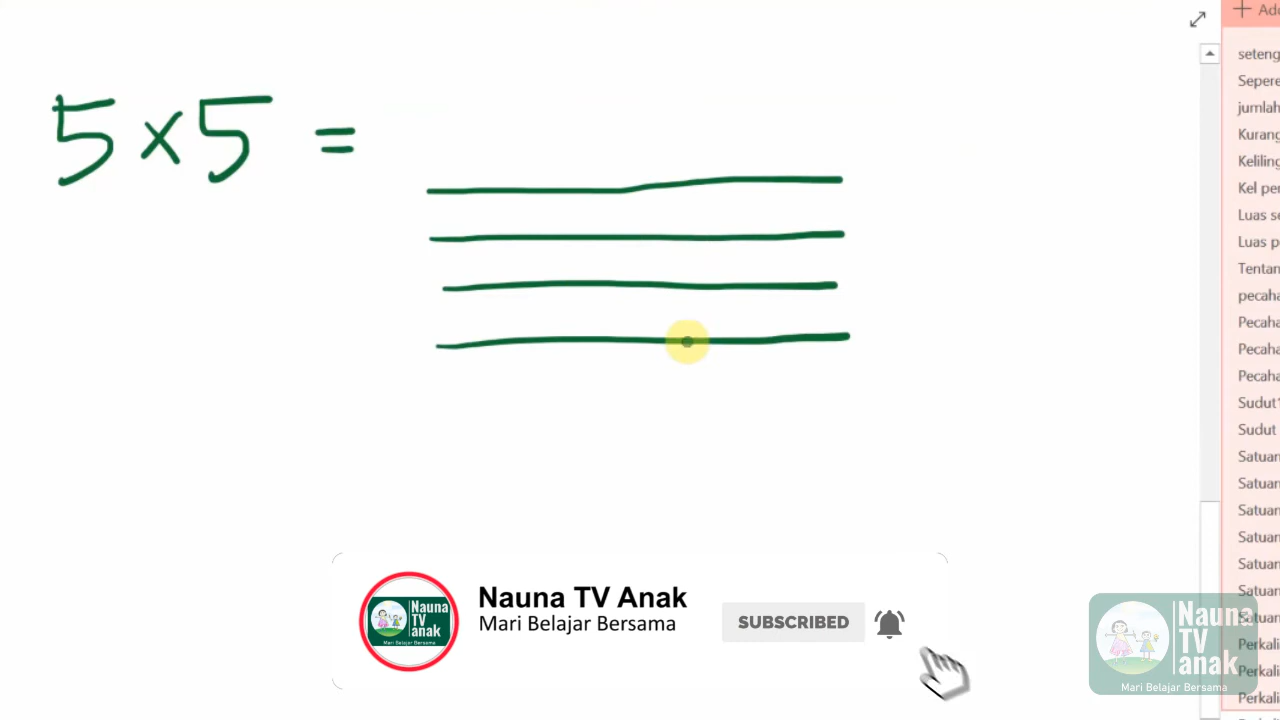 5 × 5 =
Add
seteng
Sepere
jumlah
Kurang
Keliling
Kel per
Luas se
Luas p
Tentan
pecaha
Pecaha
Pecaha
Pecaha
Sudut1
Sudut
Satuan
Satuan
Satuan
Satuan
Satuan
Satuan
Satuan
Perkali
Perkali
Perkali
Nauna TV Anak
Mari Belajar Bersama
SUBSCRIBED
Nauna
TV
anak
Mari Belajar Bersama
Nauna
TV
anak
Mari Belajar Bersama